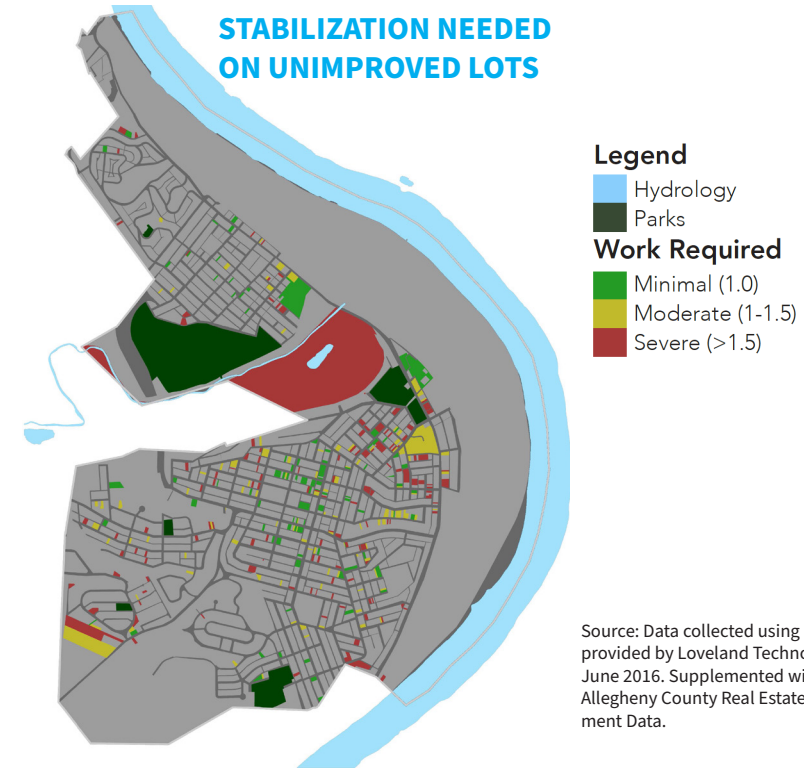 STABILIZATION NEEDED
ON UNIMPROVED LOTS
Legend
Hydrology
Parks
Work Required
Minimal (1.0)
Moderate (1-1.5)
Severe (>1.5)
Source: Data collected using
provided by Loveland Techno
June 2016. Supplemented wi
Allegheny County Real Estate
ment Data.